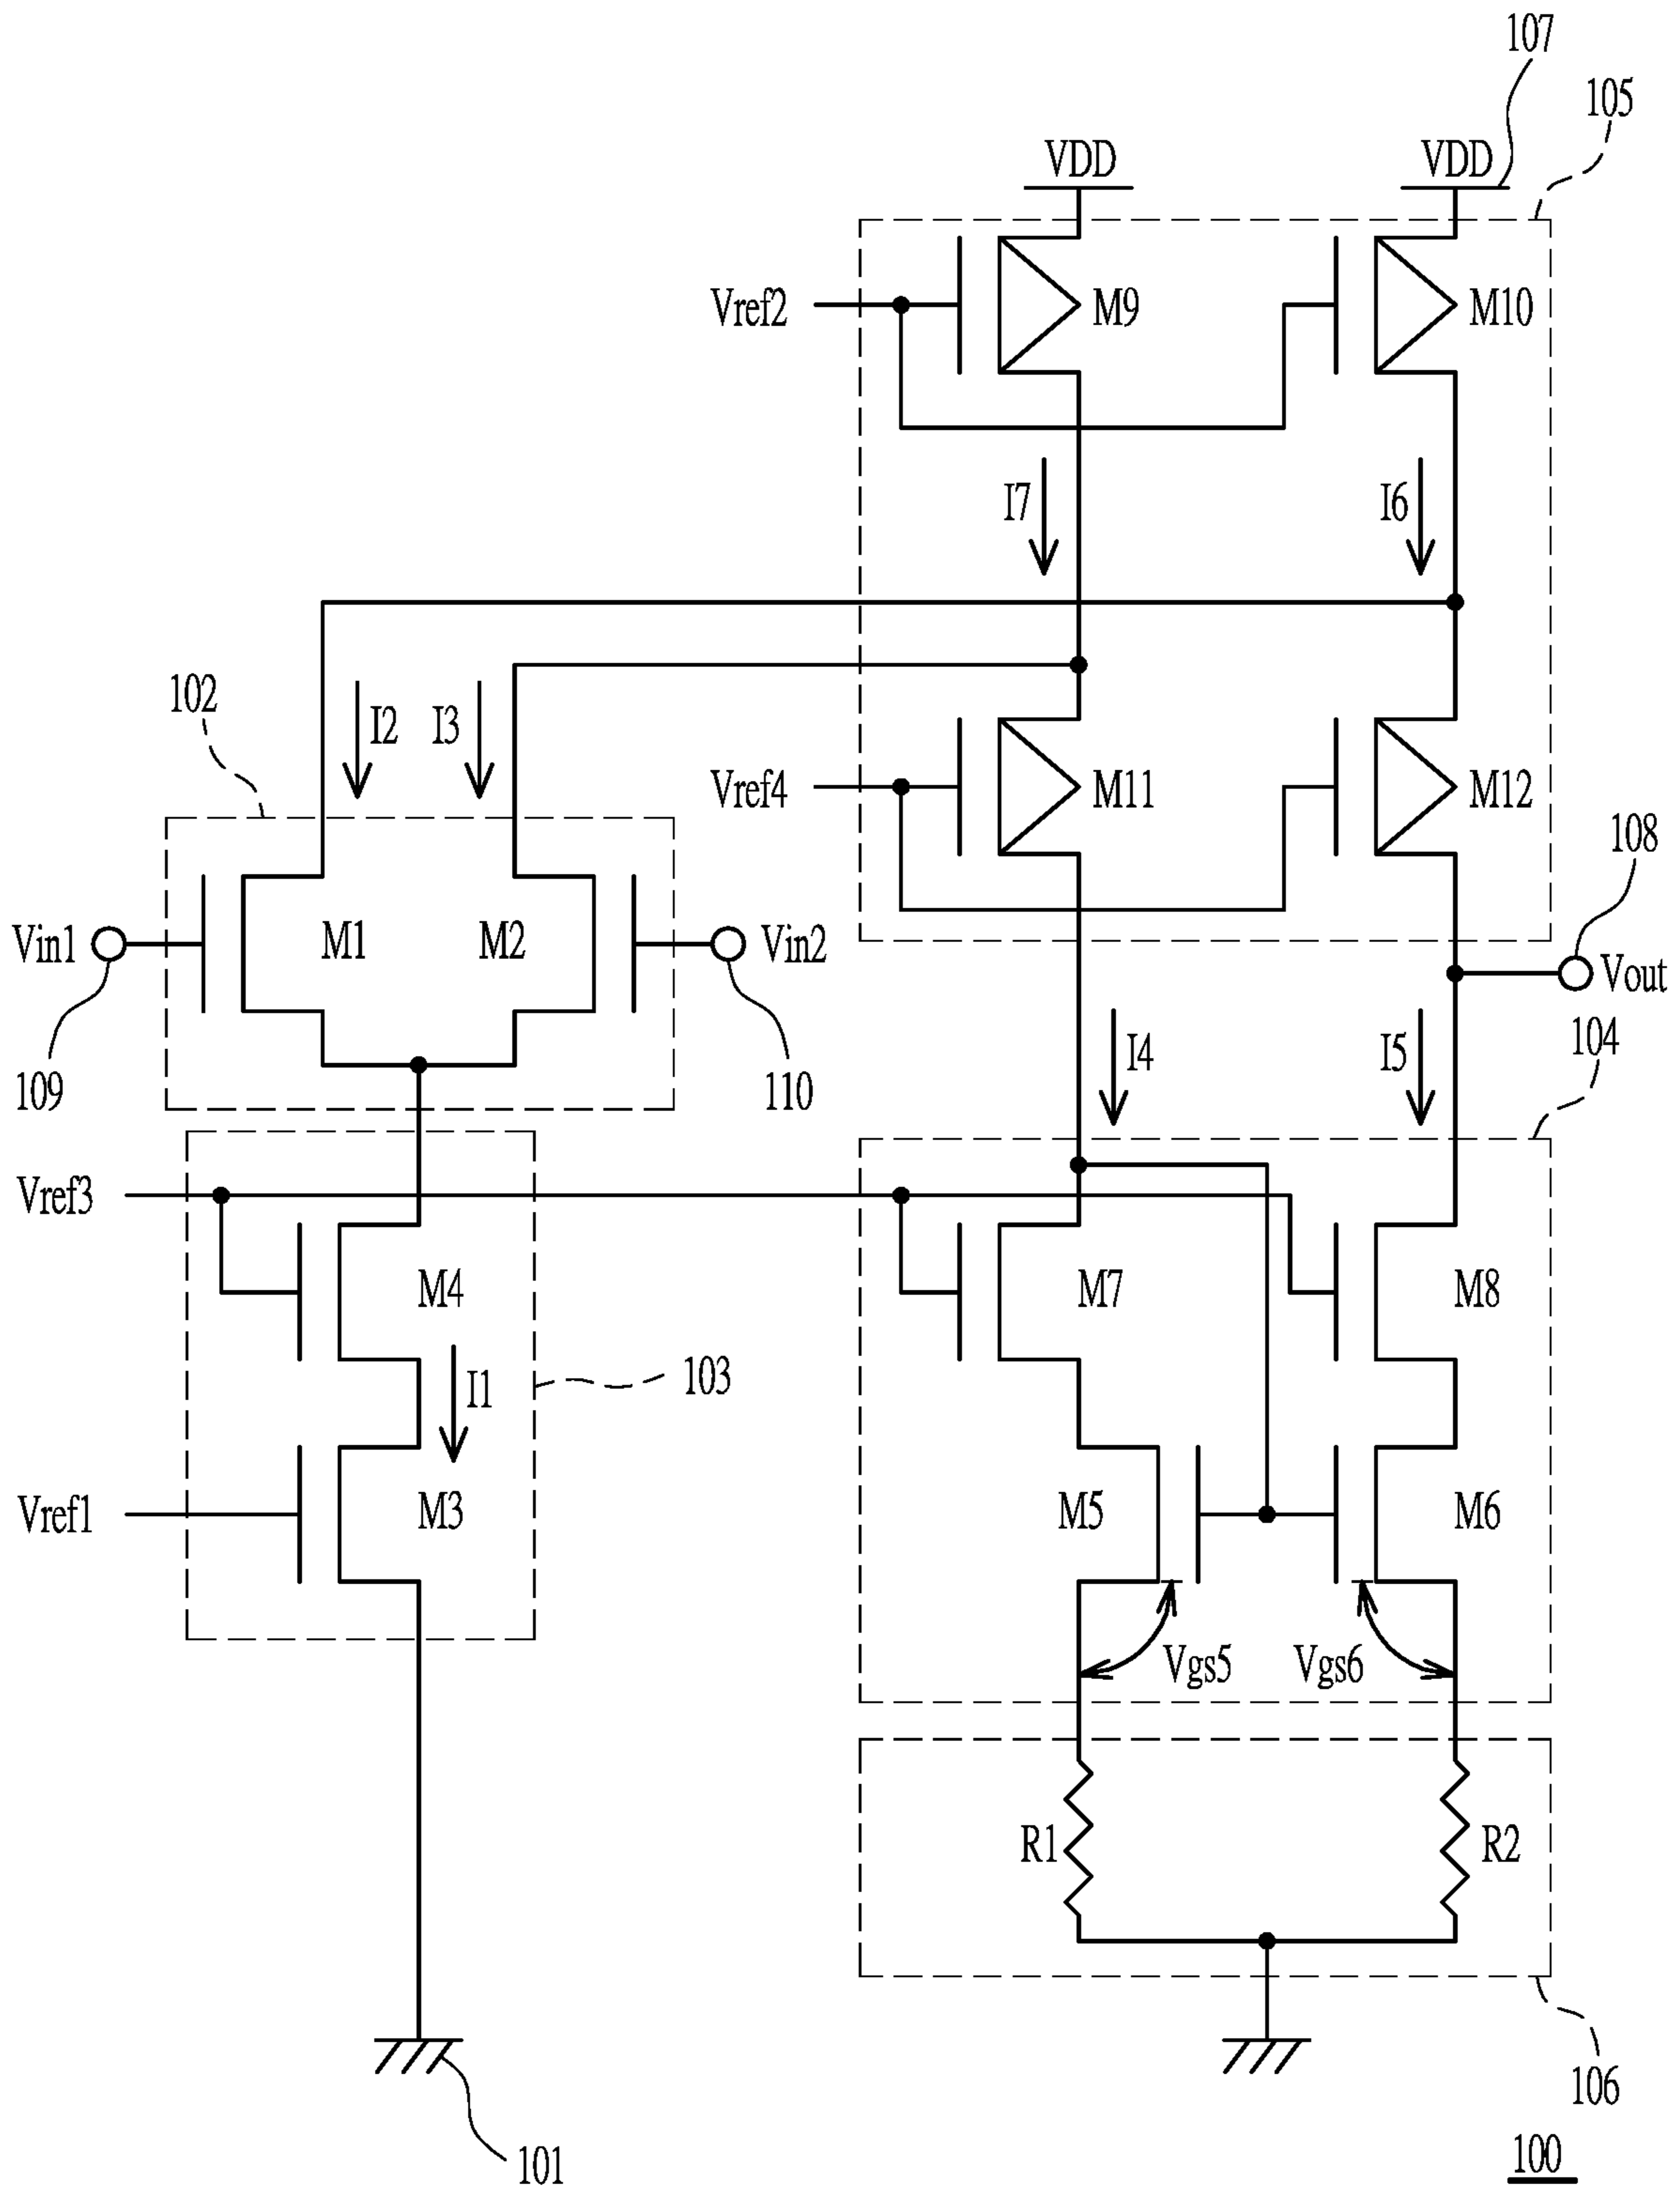 107
105
VDD
VDD
Vref2
M9
M10
I7
I6
102
I2
I3
Vref4
M11
M12
108
Vin1
M1
M2
Vin2
Vout
109
110
I4
I5
104
Vref3
M4
M7
M8
103
I1
Vref1
M3
M5
M6
Vgs5
Vgs6
R1
R2
106
101
100